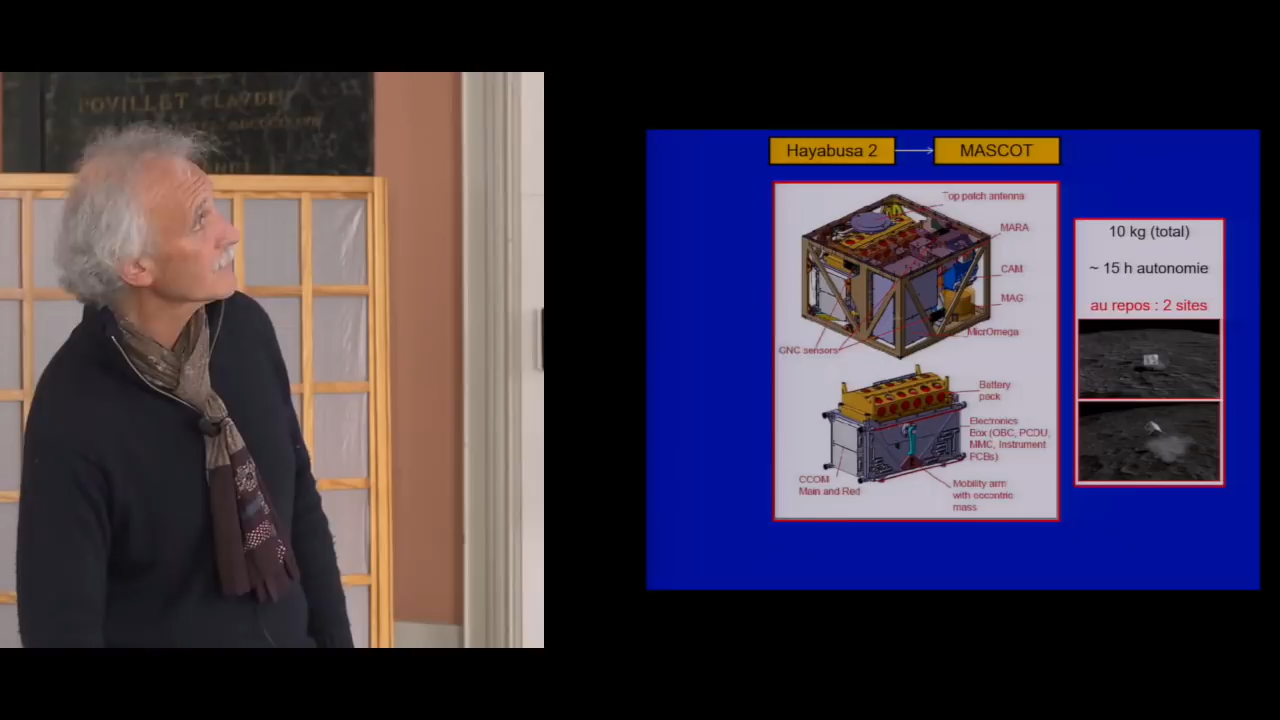 POVILLET CLAVDE
Hayabusa 2
MASCOT
Top patch antenna
MARA
CAM
MAG
MicrOmega
GNC sensors
Battery
pack
Electronics
Box (OBC, PCDU,
MMC, Instrument
PCBs)
CCOM
Main and Red
Mobility arm
with eccentric
mass
10 kg (total)
~ 15 h autonomie
au repos : 2 sites